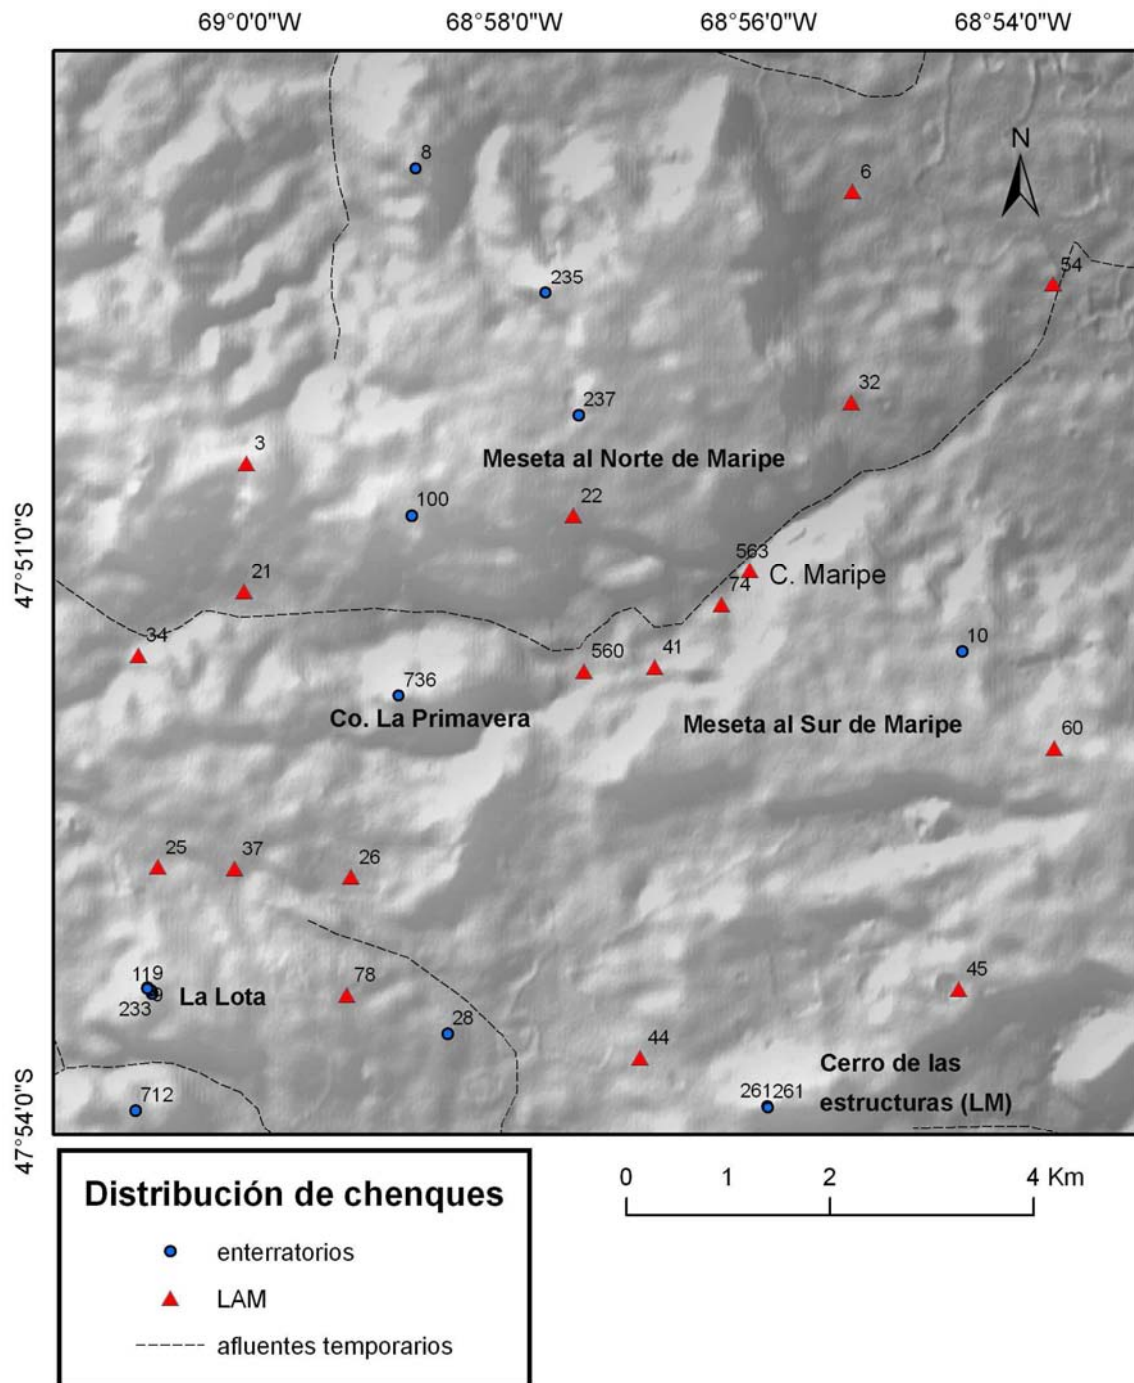 69°0'0"W 68°58'0"W 68°56'0"W 68°54'0"W
8
6
N
235
54
32
237
3
Meseta al Norte de Maripe
100
22
47°51'0"S
563
C. Maripe
21
74
34
560
41
10
736
Co. La Primavera
Meseta al Sur de Maripe
60
25
37
26
119
9
233
La Lota
78
45
28
44
Cerro de las
estructuras (LM)
712
261261
47°54'0"S
Distribución de chenques
enterratorios
LAM
afluentes temporarios
0 1 2 4 Km